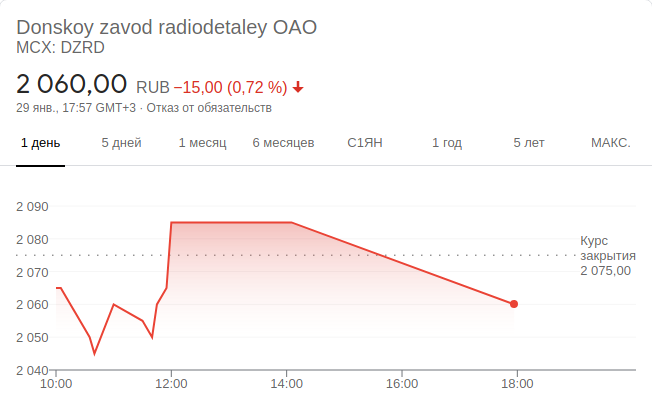 Donskoy zavod radiodetaley OAO
MCX: DZRD
2 060,00 RUB −15,00 (0,72 %)
29 янв., 17:57 GMT+3 · Отказ от обязательств
1 день 5 дней 1 месяц 6 месяцев С1ЯН 1 год 5 лет МАКС.
2 090
2 080
2 070
2 060
2 050
2 040
Курс
закрытия
2 075,00
10:00 12:00 14:00 16:00 18:00